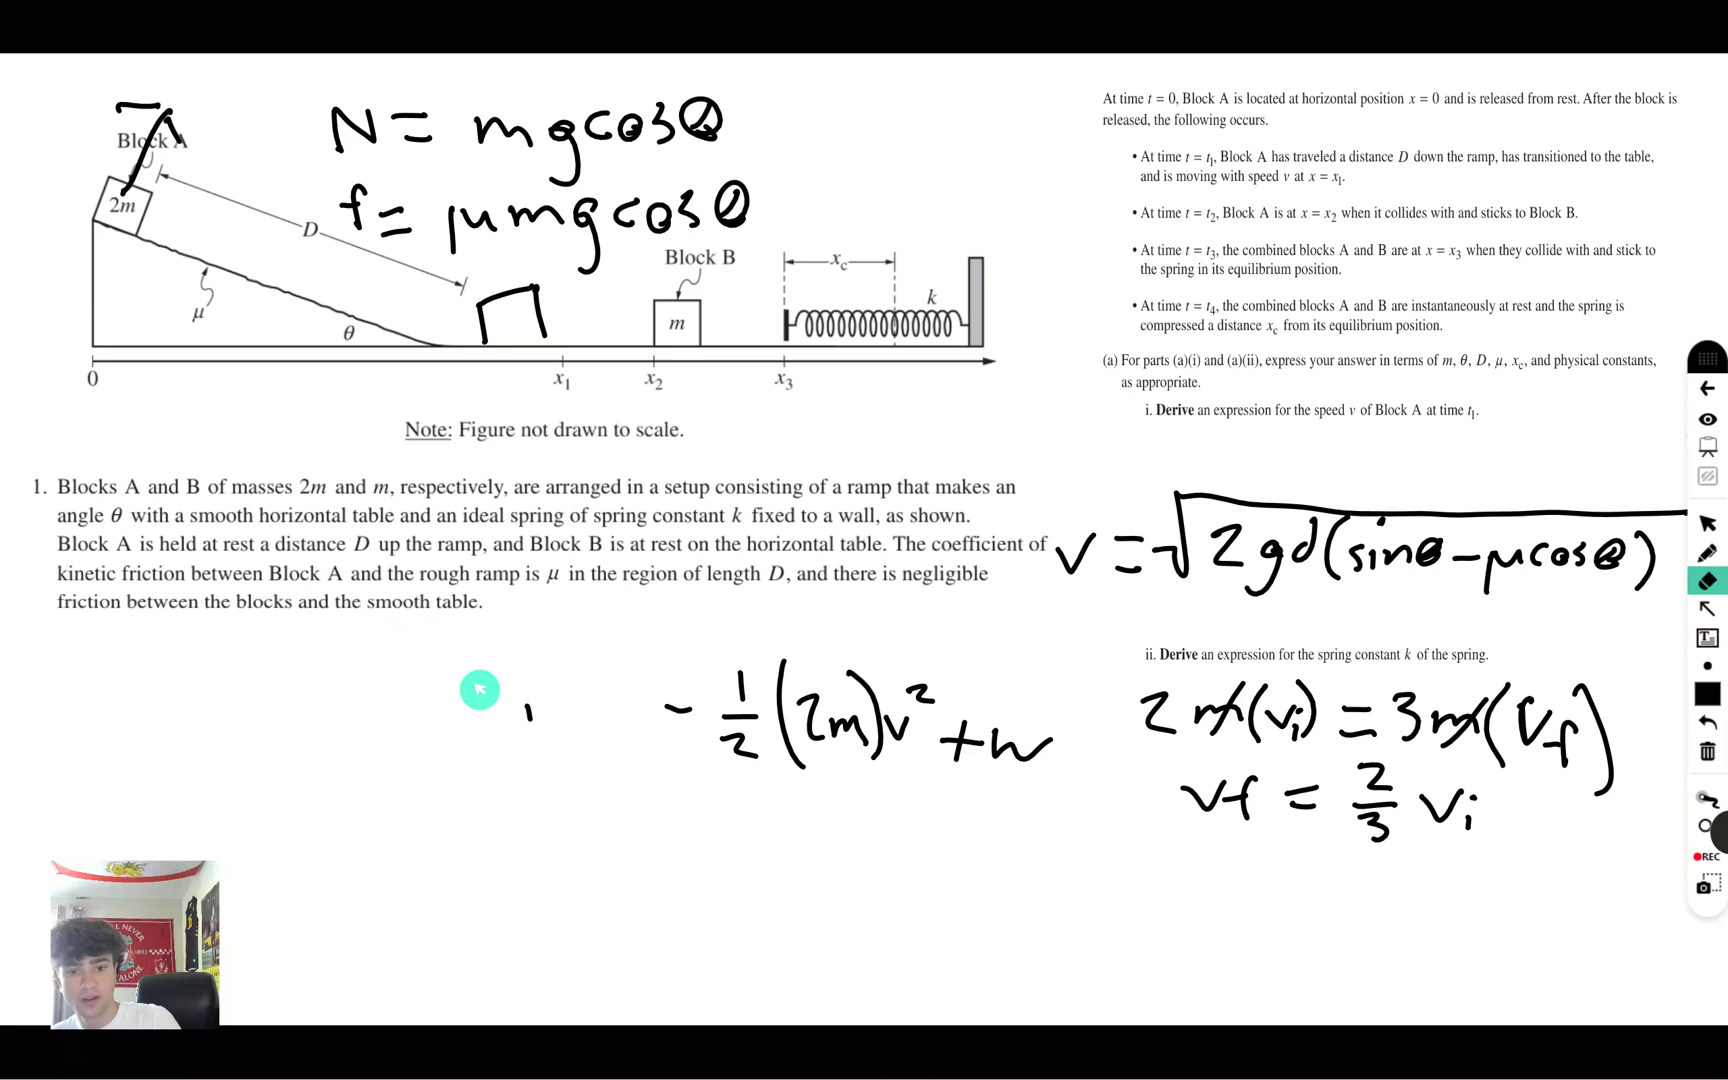 N = mgcosθ
f = μmgcosθ
Block A
2m
D
μ
θ
Block B
m
x_c
k
0
x_1
x_2
x_3
Note: Figure not drawn to scale.
1. Blocks A and B of masses 2m and m, respectively, are arranged in a setup consisting of a ramp that makes an
angle θ with a smooth horizontal table and an ideal spring of spring constant k fixed to a wall, as shown.
Block A is held at rest a distance D up the ramp, and Block B is at rest on the horizontal table. The coefficient of
kinetic friction between Block A and the rough ramp is μ in the region of length D, and there is negligible
friction between the blocks and the smooth table.
- 1/2 (2m)v² + w
At time t = 0, Block A is located at horizontal position x = 0 and is released from rest. After the block is
released, the following occurs.
• At time t = t_1, Block A has traveled a distance D down the ramp, has transitioned to the table,
and is moving with speed v at x = x_1.
• At time t = t_2, Block A is at x = x_2 when it collides with and sticks to Block B.
• At time t = t_3, the combined blocks A and B are at x = x_3 when they collide with and stick to
the spring in its equilibrium position.
• At time t = t_4, the combined blocks A and B are instantaneously at rest and the spring is
compressed a distance x_c from its equilibrium position.
(a) For parts (a)(i) and (a)(ii), express your answer in terms of m, θ, D, μ, x_c, and physical constants,
as appropriate.
i. Derive an expression for the speed v of Block A at time t_1.
v = √2gd(sinθ - μcosθ)
ii. Derive an expression for the spring constant k of the spring.
2m(vi) = 3m(vf)
vf = 2/3 vi
REC